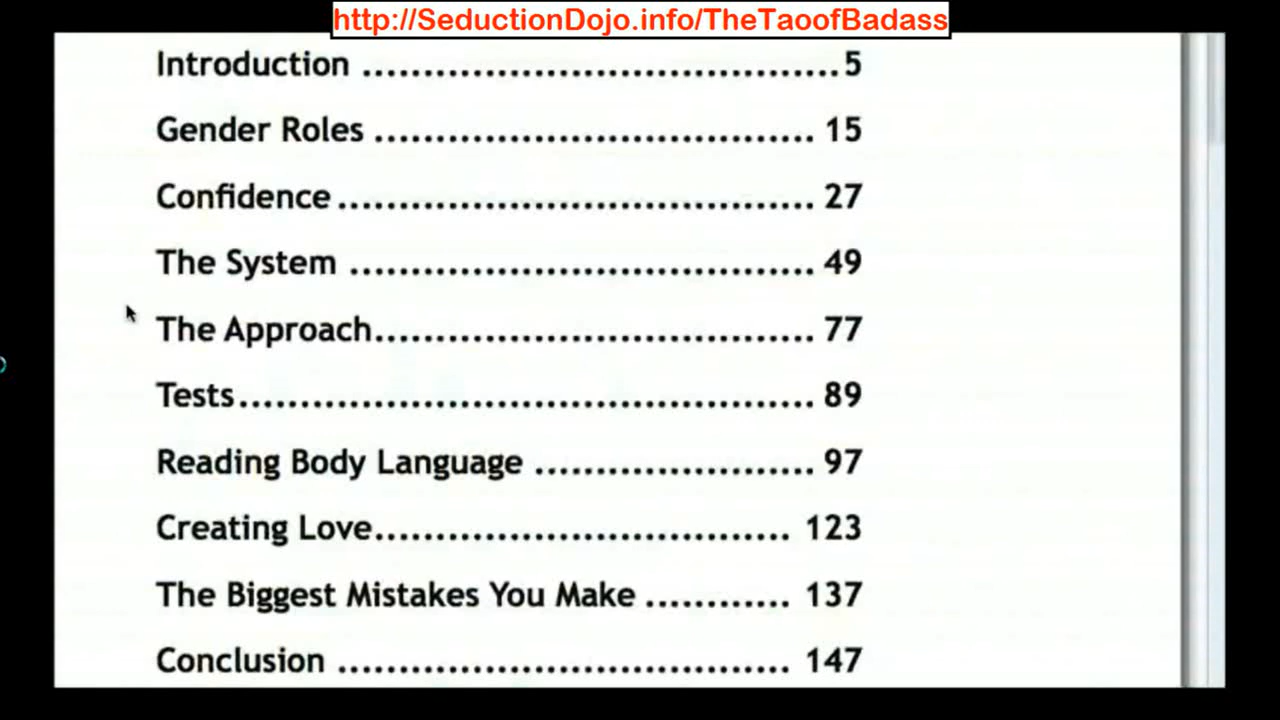 http://SeductionDojo.info/TheTaoofBadass
Introduction ....................................... 5
Gender Roles .................................... 15
Confidence ....................................... 27
The System ...................................... 49
The Approach.................................... 77
Tests............................................... 89
Reading Body Language ....................... 97
Creating Love.................................. 123
The Biggest Mistakes You Make ............ 137
Conclusion ..................................... 147